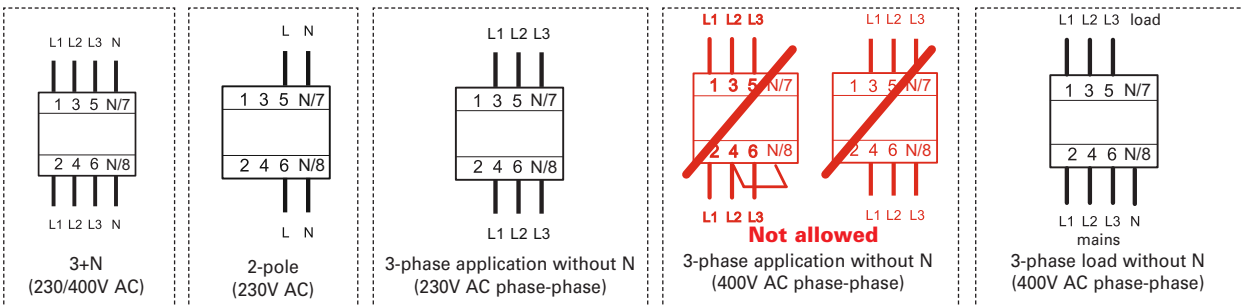 L1 L2 L3 N
1 3 5 N/7
2 4 6 N/8
L1 L2 L3 N
3+N
(230/400V AC)
L N
1 3 5 N/7
2 4 6 N/8
L N
2-pole
(230V AC)
L1 L2 L3
1 3 5 N/7
2 4 6 N/8
L1 L2 L3
3-phase application without N
(230V AC phase-phase)
L1 L2 L3
1 3 5 N/7
2 4 6 N/8
L1 L2 L3
L1 L2 L3
1 3 5 N/7
2 4 6 N/8
L1 L2 L3
Not allowed
3-phase application without N
(400V AC phase-phase)
L1 L2 L3 load
1 3 5 N/7
2 4 6 N/8
L1 L2 L3 N
mains
3-phase load without N
(400V AC phase-phase)